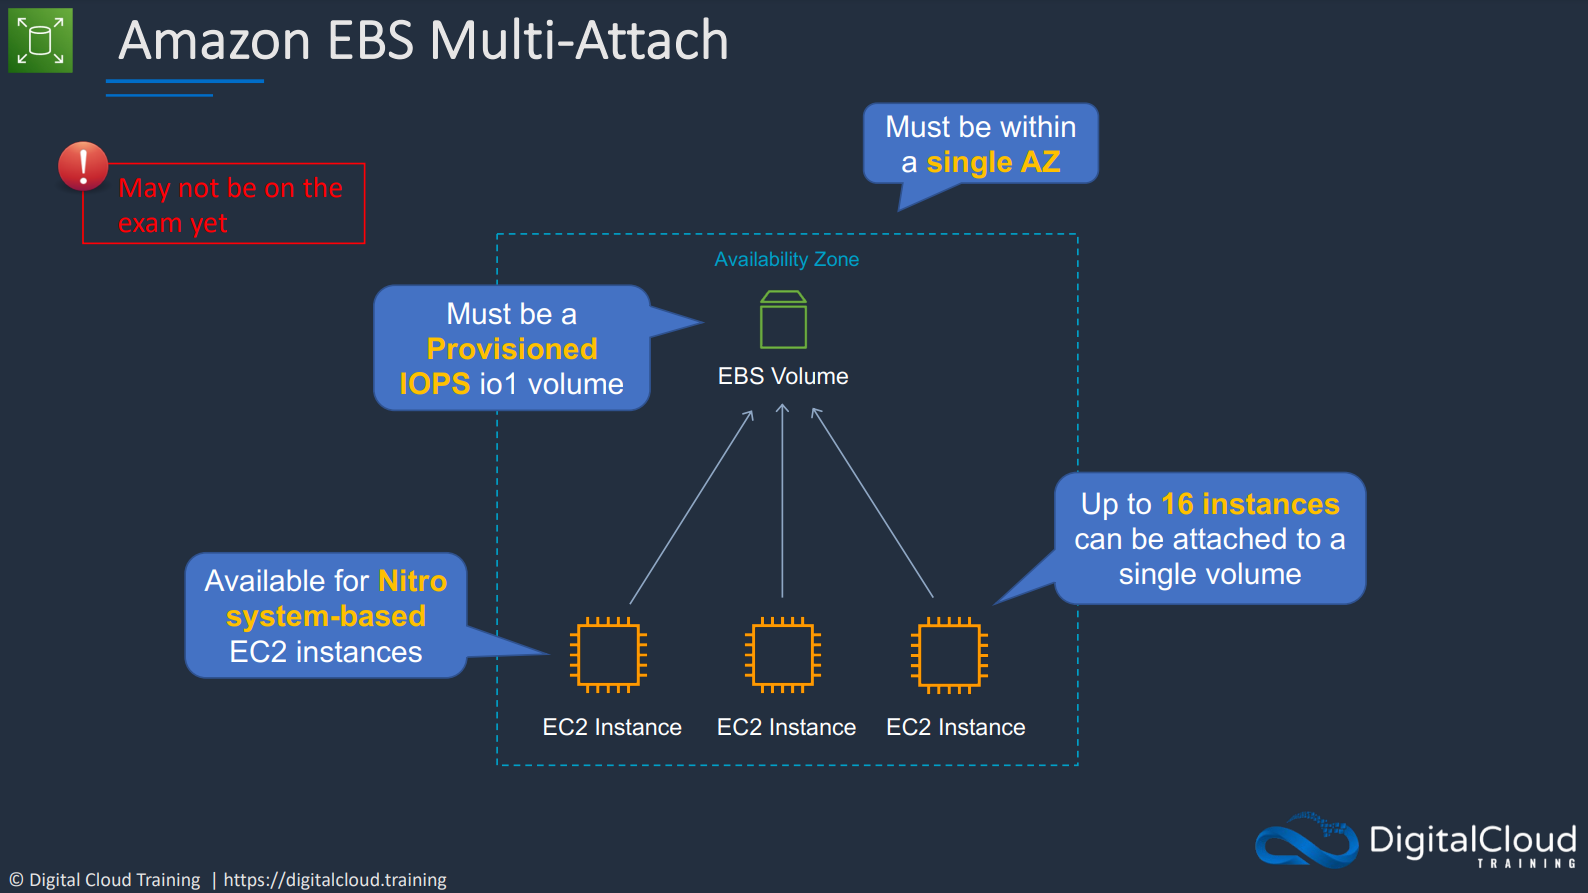 Amazon EBS Multi-Attach
Must be within
a single AZ
!
May not be on the
exam yet
Availability Zone
Must be a
Provisioned
IOPS io1 volume
EBS Volume
Up to 16 instances
can be attached to a
single volume
Available for Nitro
system-based
EC2 instances
EC2 Instance
EC2 Instance
EC2 Instance
DigitalCloud
TRAINING
© Digital Cloud Training | https://digitalcloud.training